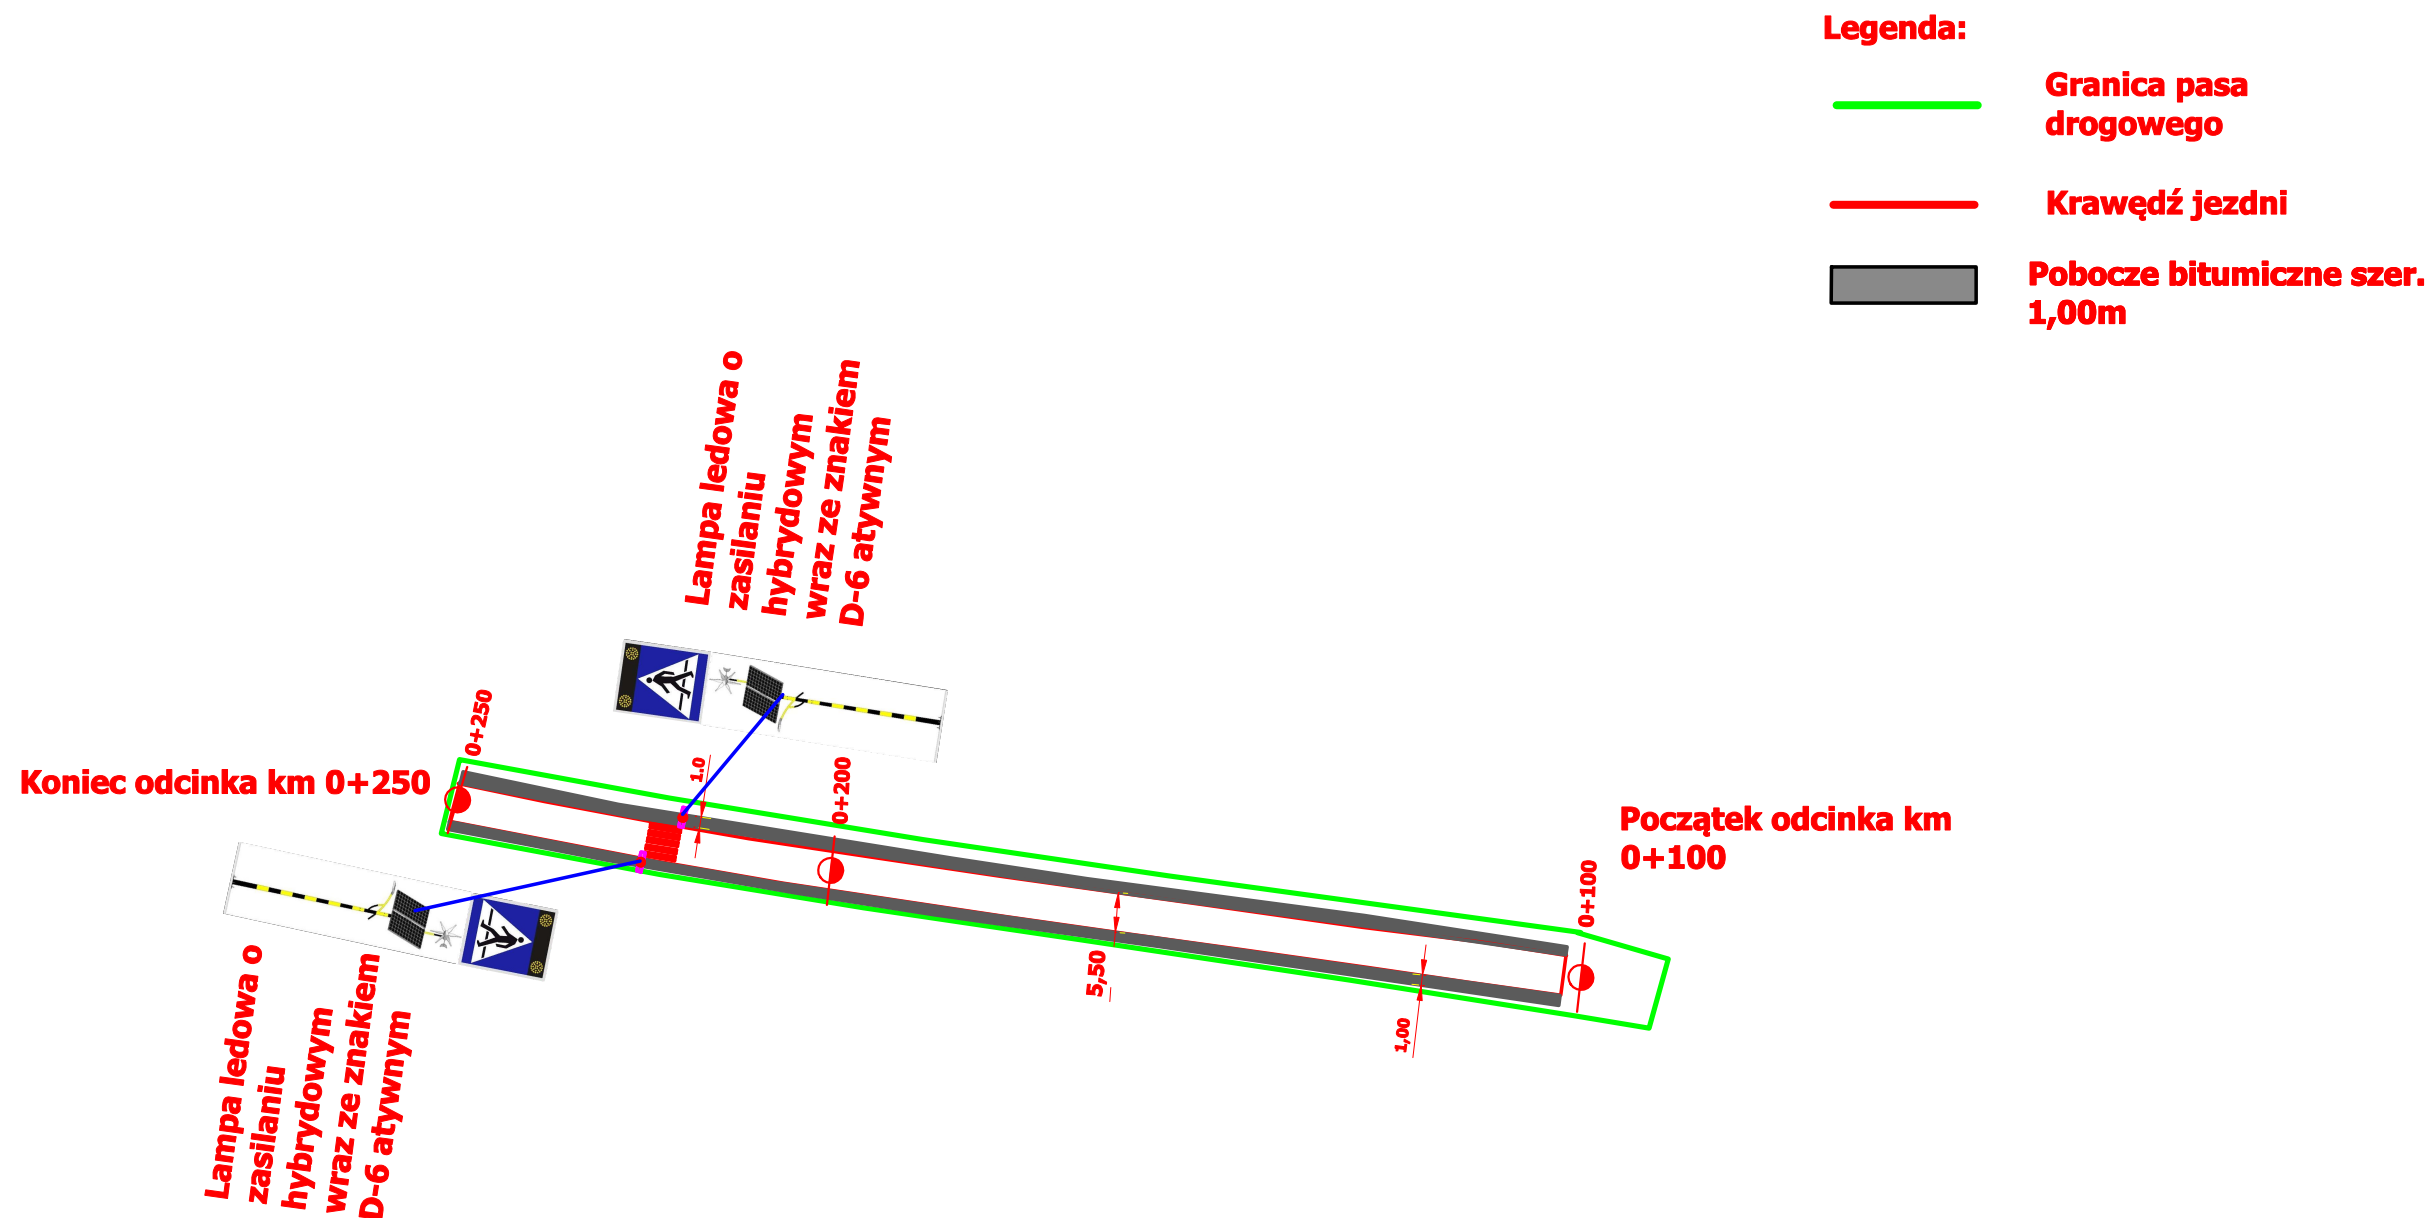 Legenda:
Granica pasa
drogowego
Krawędź jezdni
Pobocze bitumiczne szer.
1,00m
Lampa ledowa o
zasilaniu
hybrydowym
wraz ze znakiem
D-6 atywnym
0+250
Koniec odcinka km 0+250
1.0
0+200
Początek odcinka km
0+100
0+100
5,50
1,00
Lampa ledowa o
zasilaniu
hybrydowym
wraz ze znakiem
D-6 atywnym